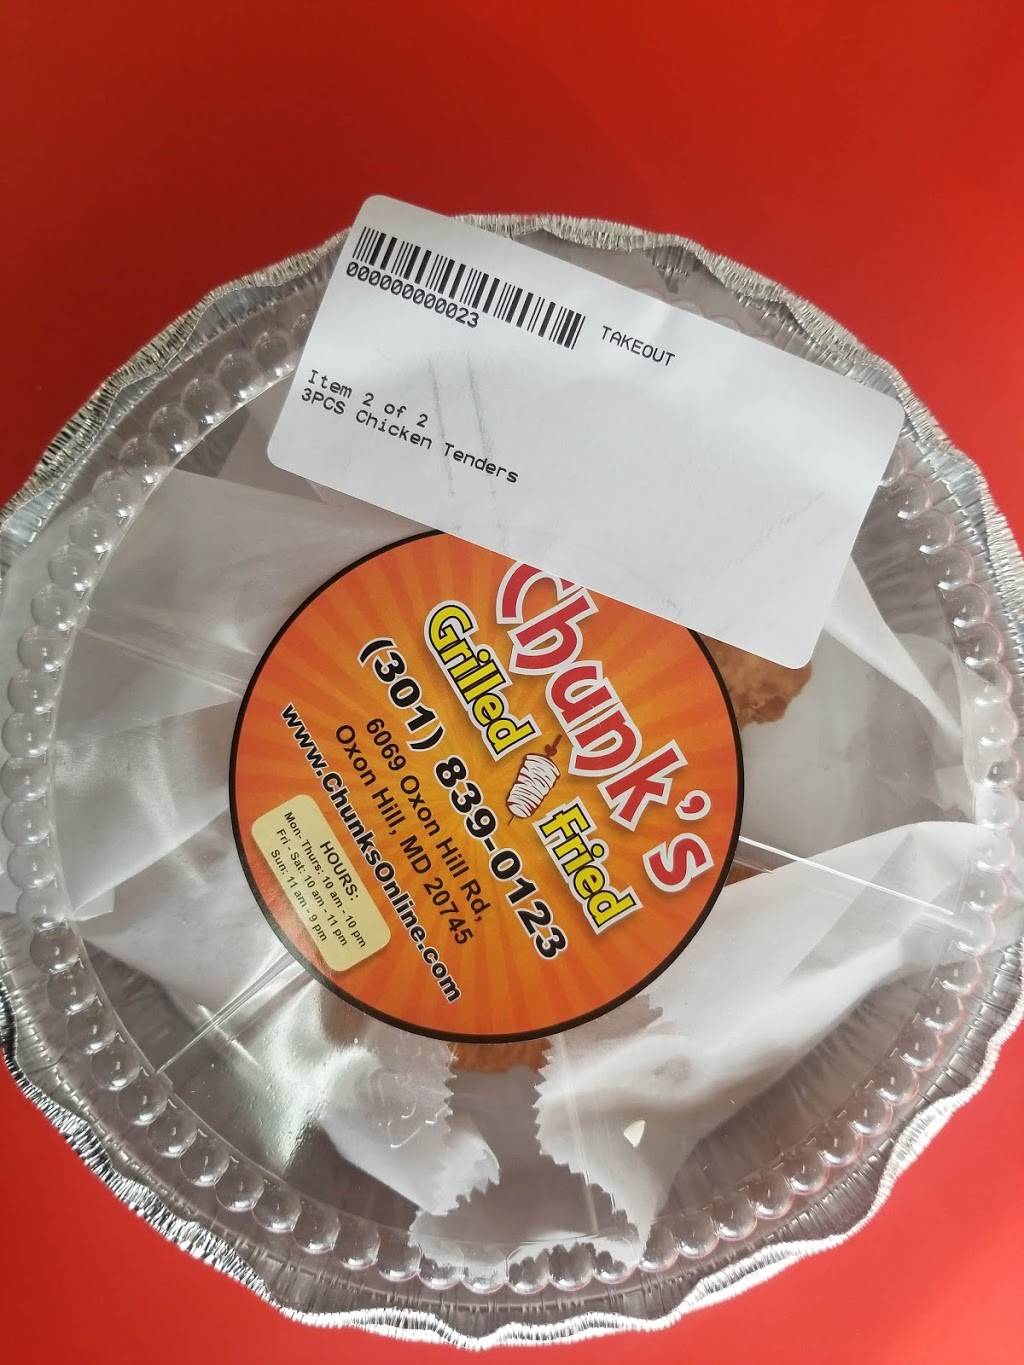 000000000023
TAKEOUT
Item 2 of 2
3PCS Chicken Tenders
Chunk's
Grilled Fried
(301) 839-0123
6069 Oxon Hill Rd,
Oxon Hill, MD 20745
www.ChunksOnline.com
HOURS:
Mon- Thurs: 10 am - 10 pm
Fri - Sat: 10 am - 11 pm
Sun: 11 am - 9 pm